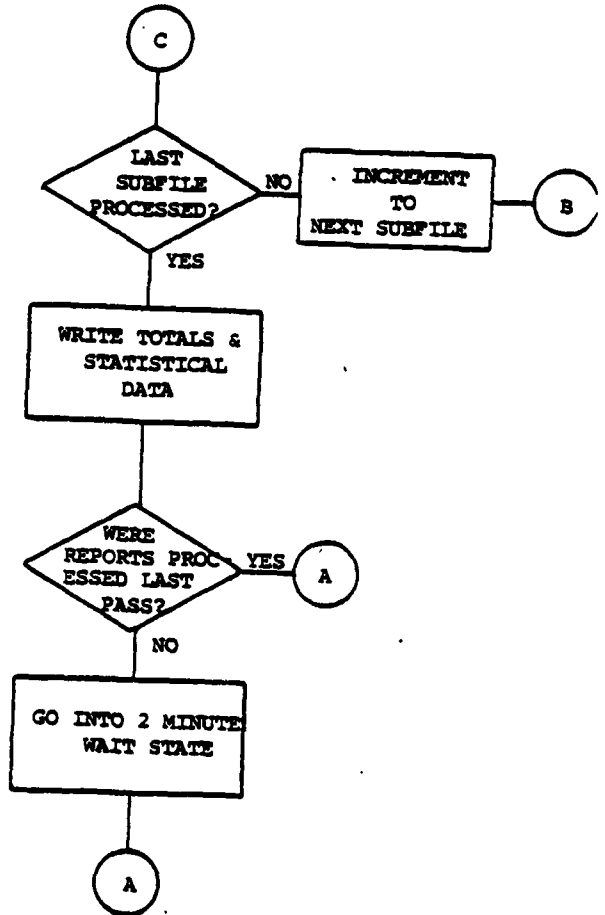 C
LAST
SUBFILE
PROCESSED?
NO
INCREMENT
TO
NEXT SUBFILE
B
YES
WRITE TOTALS &
STATISTICAL
DATA
WERE
REPORTS PROC-
ESSED LAST
PASS?
YES
A
NO
GO INTO 2 MINUTE
WAIT STATE
A